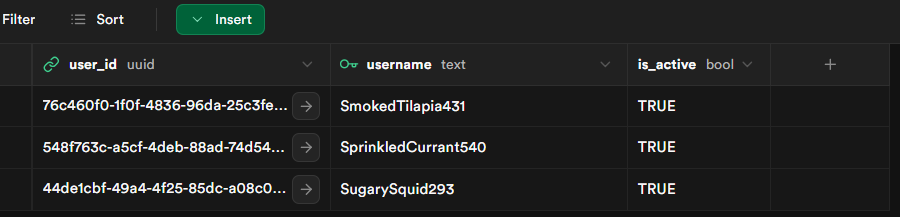 Filter Sort Insert
user_id uuid username text is_active bool
76c460f0-1f0f-4836-96da-25c3fe... SmokedTilapia431 TRUE
548f763c-a5cf-4deb-88ad-74d54... SprinkledCurrant540 TRUE
44de1cbf-49a4-4f25-85dc-a08c0... SugarySquid293 TRUE